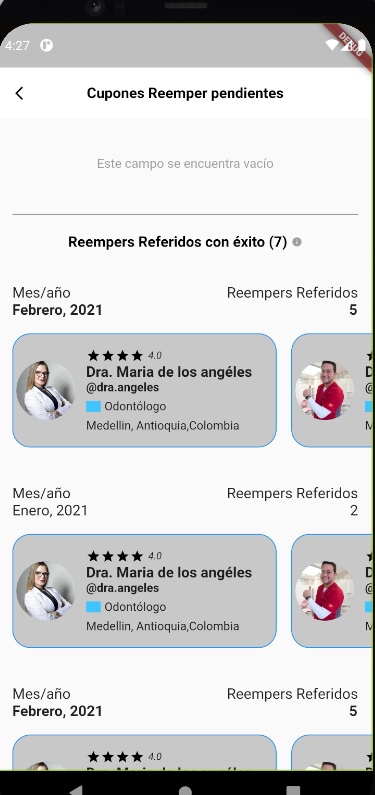 4:27
DEBUG
Cupones Reemper pendientes
Este campo se encuentra vacío
Reempers Referidos con éxito (7)
Mes/año Reempers Referidos
Febrero, 2021 5
4.0
Dra. Maria de los angéles
@dra.angeles
Odontólogo
Medellin, Antioquia,Colombia
D
@
M
Mes/año Reempers Referidos
Enero, 2021 2
4.0
Dra. Maria de los angéles
@dra.angeles
Odontólogo
Medellin, Antioquia,Colombia
D
@
M
Mes/año Reempers Referidos
Febrero, 2021 5
4.0